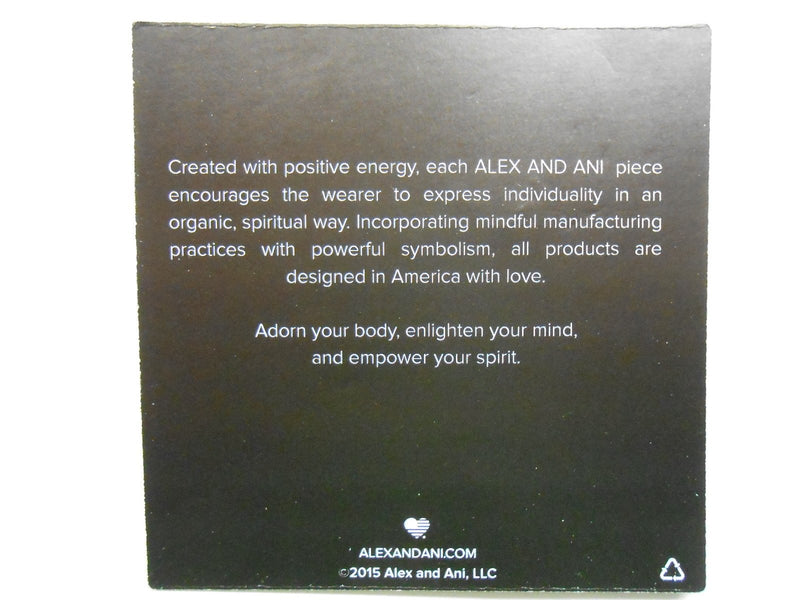 Created with positive energy, each ALEX AND ANI piece
encourages the wearer to express individuality in an
organic, spiritual way. Incorporating mindful manufacturing
practices with powerful symbolism, all products are
designed in America with love.
Adorn your body, enlighten your mind,
and empower your spirit.
ALEXANDANI.COM
©2015 Alex and Ani, LLC